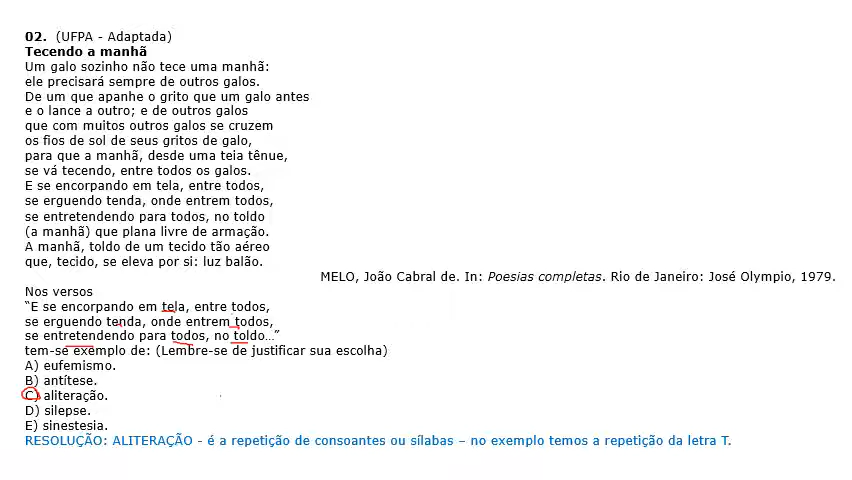 02. (UFPA - Adaptada)
Tecendo a manhã
Um galo sozinho não tece uma manhã:
ele precisará sempre de outros galos.
De um que apanhe o grito que um galo antes
e o lance a outro; e de outros galos
que com muitos outros galos se cruzem
os fios de sol de seus gritos de galo,
para que a manhã, desde uma teia tênue,
se vá tecendo, entre todos os galos.
E se encorpando em tela, entre todos,
se erguendo tenda, onde entrem todos,
se entretendendo para todos, no toldo
(a manhã) que plana livre de armação.
A manhã, toldo de um tecido tão aéreo
que, tecido, se eleva por si: luz balão.
MELO, João Cabral de. In: Poesias completas. Rio de Janeiro: José Olympio, 1979.
Nos versos
"E se encorpando em tela, entre todos,
se erguendo tenda, onde entrem todos,
se entretendendo para todos, no toldo…"
tem-se exemplo de: (Lembre-se de justificar sua escolha)
A) eufemismo.
B) antítese.
C) aliteração.
D) silepse.
E) sinestesia.
RESOLUÇÃO: ALITERAÇÃO - é a repetição de consoantes ou sílabas – no exemplo temos a repetição da letra T.